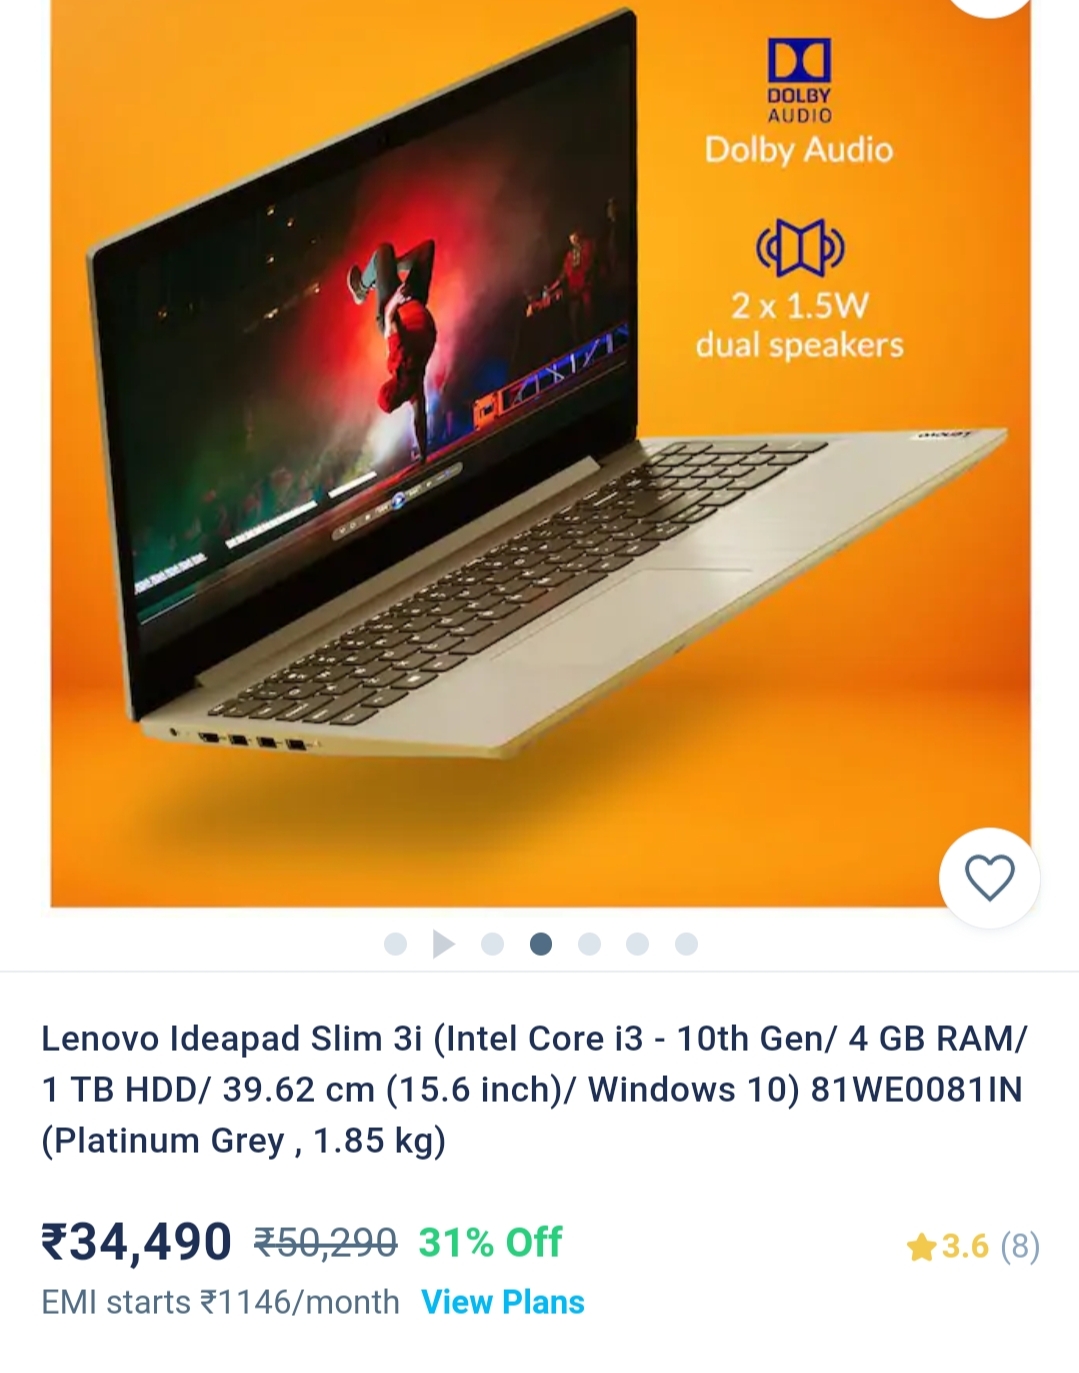 DOLBY
AUDIO
Dolby Audio
2 x 1.5W
dual speakers
Lenovo Ideapad Slim 3i (Intel Core i3 - 10th Gen/ 4 GB RAM/
1 TB HDD/ 39.62 cm (15.6 inch)/ Windows 10) 81WE0081IN
(Platinum Grey , 1.85 kg)
₹34,490 ₹50,290 31% Off
3.6 (8)
EMI starts ₹1146/month View Plans